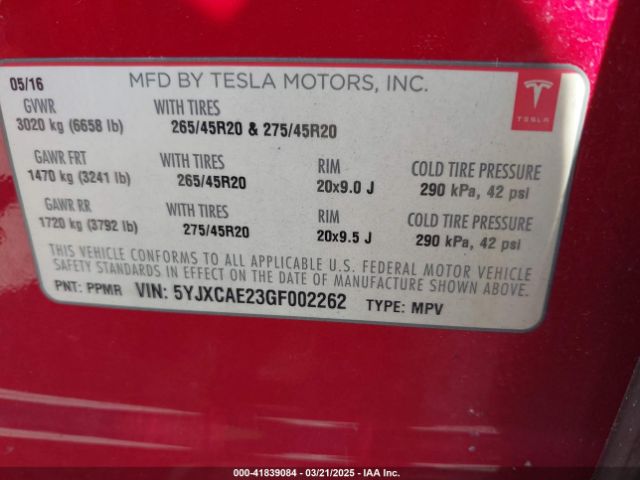 05/16 MFD BY TESLA MOTORS, INC.
TESLA
GVWR WITH TIRES
3020 kg (6658 lb) 265/45R20 & 275/45R20
GAWR FRT WITH TIRES RIM COLD TIRE PRESSURE
1470 kg (3241 lb) 265/45R20 20x9.0 J 290 kPa, 42 psi
GAWR RR WITH TIRES RIM COLD TIRE PRESSURE
1720 kg (3792 lb) 275/45R20 20x9.5 J 290 kPa, 42 psi
THIS VEHICLE CONFORMS TO ALL APPLICABLE U.S. FEDERAL MOTOR VEHICLE
SAFETY STANDARDS IN EFFECT ON THE DATE OF MANUFACTURE SHOWN ABOVE.
PNT: PPMR VIN: 5YJXCAE23GF002262 TYPE: MPV
000-41839084 — 03/21/2025 — IAA Inc.